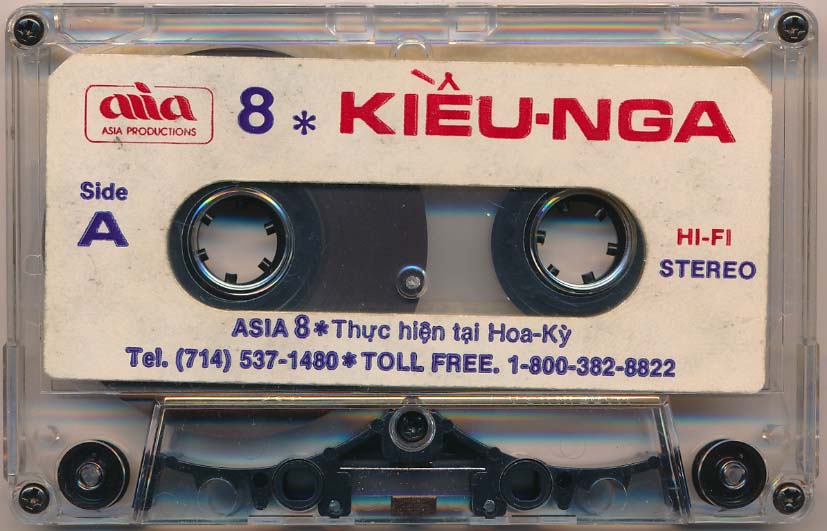 asia
ASIA PRODUCTIONS
8 * KIỀU-NGA
Side
A
HI-FI
STEREO
ASIA 8 * Thực hiện tại Hoa-Kỳ
Tel. (714) 537-1480 * TOLL FREE. 1-800-382-8822